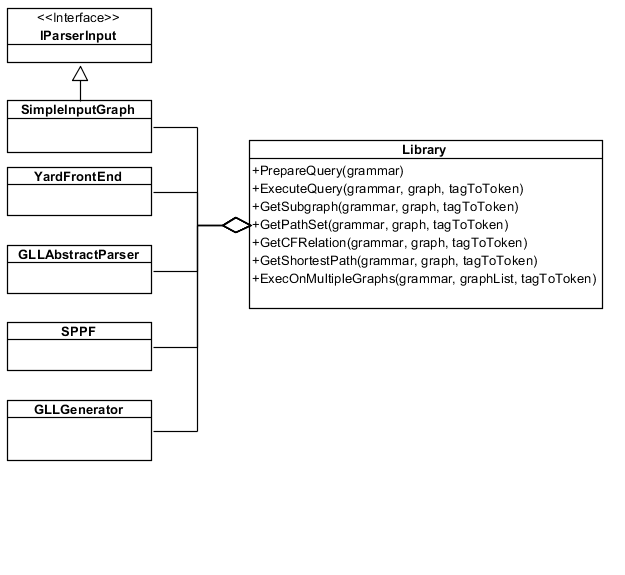 <<Interface>>
IParserInput
SimpleInputGraph
YardFrontEnd
GLLAbstractParser
SPPF
GLLGenerator
Library
+PrepareQuery(grammar)
+ExecuteQuery(grammar, graph, tagToToken)
+GetSubgraph(grammar, graph, tagToToken)
+GetPathSet(grammar, graph, tagToToken)
+GetCFRelation(grammar, graph, tagToToken)
+GetShortestPath(grammar, graph, tagToToken)
+ExecOnMultipleGraphs(grammar, graphList, tagToToken)